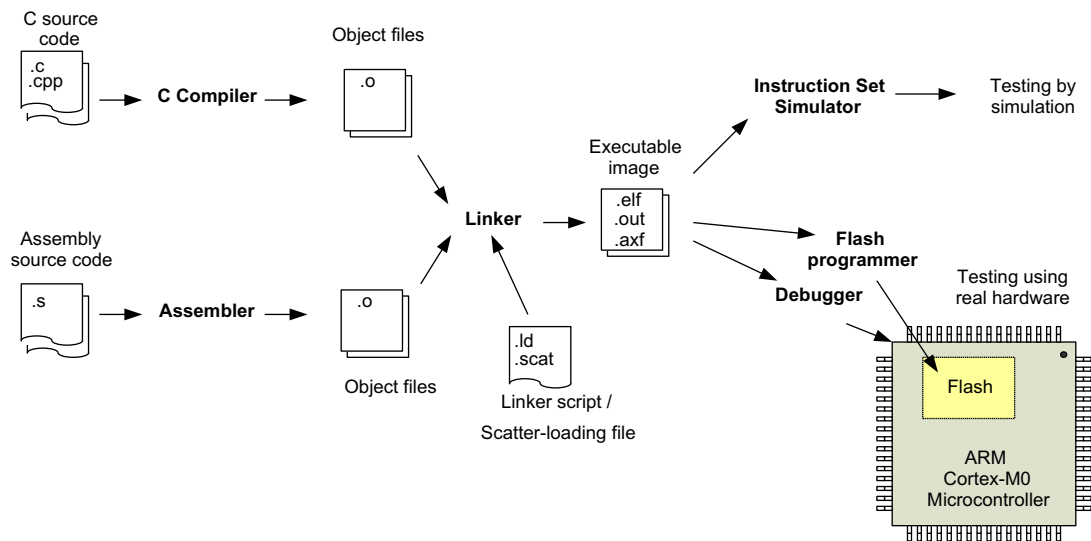 C source
code
.c
.cpp
C Compiler
Object files
.o
Assembly
source code
.s
Assembler
.o
Object files
Linker
.ld
.scat
Linker script /
Scatter-loading file
Executable
image
.elf
.out
.axf
Instruction Set
Simulator
Testing by
simulation
Flash
programmer
Debugger
Testing using
real hardware
Flash
ARM
Cortex-M0
Microcontroller